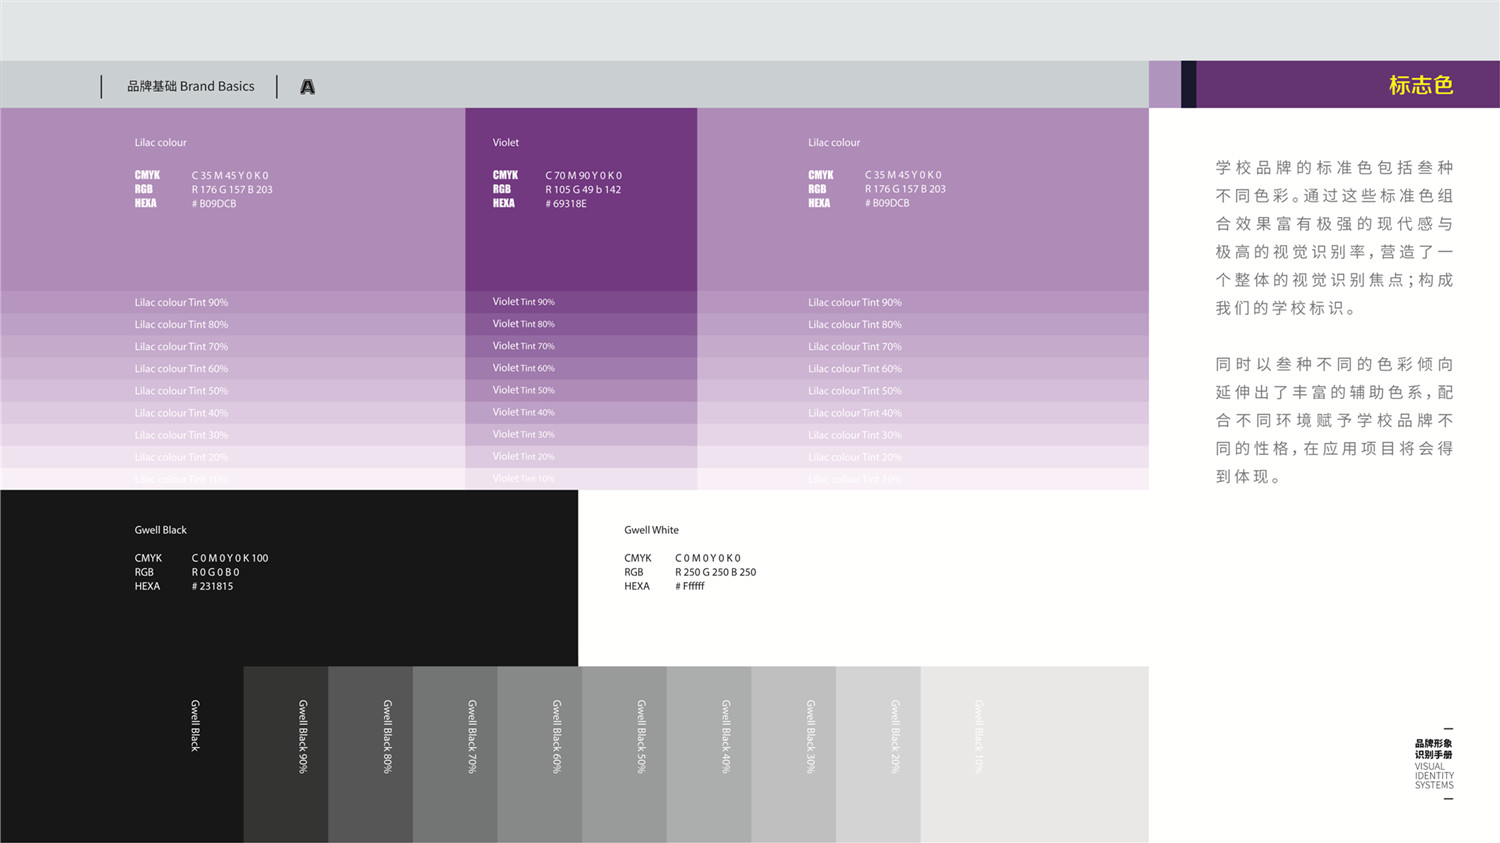 品牌基础 Brand Basics
A
标志色
Lilac colour
CMYK C 35 M 45 Y 0 K 0
RGB R 176 G 157 B 203
HEXA # B09DCB
Violet
CMYK C 70 M 90 Y 0 K 0
RGB R 105 G 49 b 142
HEXA # 69318E
Lilac colour
CMYK C 35 M 45 Y 0 K 0
RGB R 176 G 157 B 203
HEXA # B09DCB
Lilac colour Tint 90%
Lilac colour Tint 80%
Lilac colour Tint 70%
Lilac colour Tint 60%
Lilac colour Tint 50%
Lilac colour Tint 40%
Lilac colour Tint 30%
Lilac colour Tint 20%
Lilac colour Tint 10%
Violet Tint 90%
Violet Tint 80%
Violet Tint 70%
Violet Tint 60%
Violet Tint 50%
Violet Tint 40%
Violet Tint 30%
Violet Tint 20%
Violet Tint 10%
Lilac colour Tint 90%
Lilac colour Tint 80%
Lilac colour Tint 70%
Lilac colour Tint 60%
Lilac colour Tint 50%
Lilac colour Tint 40%
Lilac colour Tint 30%
Lilac colour Tint 20%
Lilac colour Tint 10%
Gwell Black
CMYK C 0 M 0 Y 0 K 100
RGB R 0 G 0 B 0
HEXA # 231815
Gwell White
CMYK C 0 M 0 Y 0 K 0
RGB R 250 G 250 B 250
HEXA # Ffffff
Gwell Black
Gwell Black 90%
Gwell Black 80%
Gwell Black 70%
Gwell Black 60%
Gwell Black 50%
Gwell Black 40%
Gwell Black 30%
Gwell Black 20%
Gwell Black 10%
学校品牌的标准色包括叁种
不同色彩。通过这些标准色组
合效果富有极强的现代感与
极高的视觉识别率，营造了一
个整体的视觉识别焦点；构成
我们的学校标识。
同时以叁种不同的色彩倾向
延伸出了丰富的辅助色系，配
合不同环境赋予学校品牌不
同的性格，在应用项目将会得
到体现。
品牌形象
识别手册
VISUAL
IDENTITY
SYSTEMS